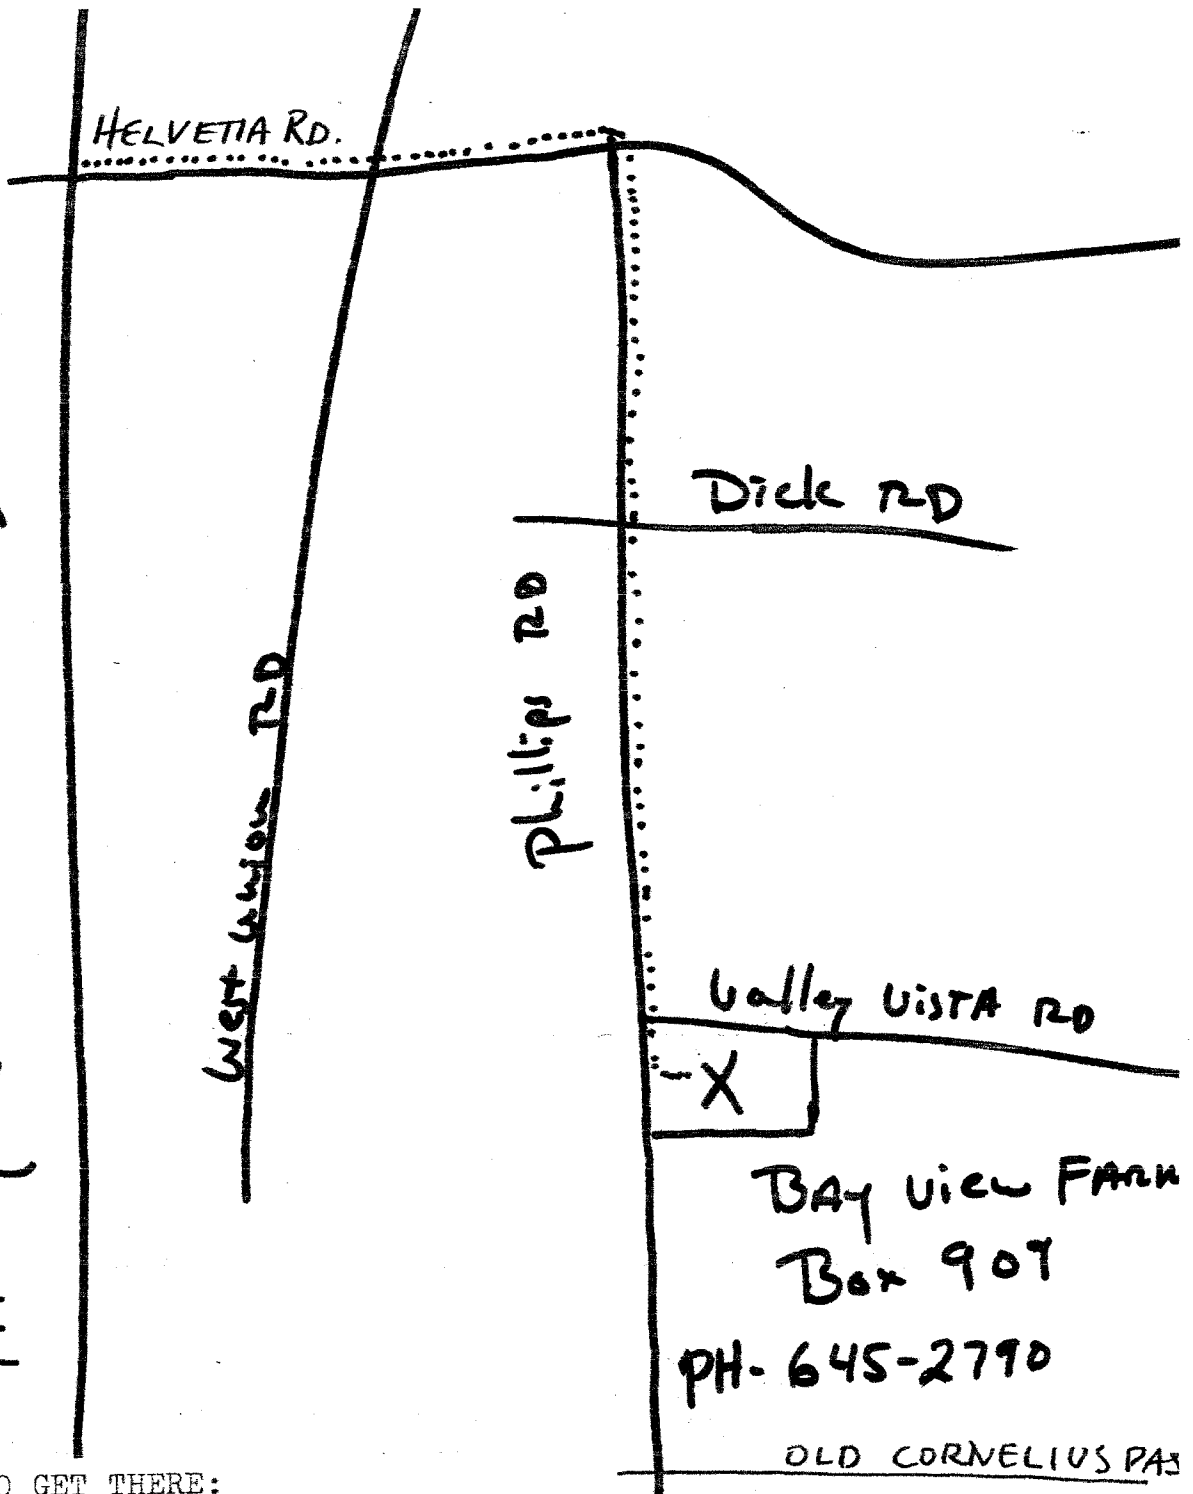 HELVETIA RD.
Dick RD
Phillips RD
West Union RD
Valley VISTA RD
X
BAY View FARM
Box 907
PH- 645-2790
OLD CORNELIUS PAS
O GET THERE: